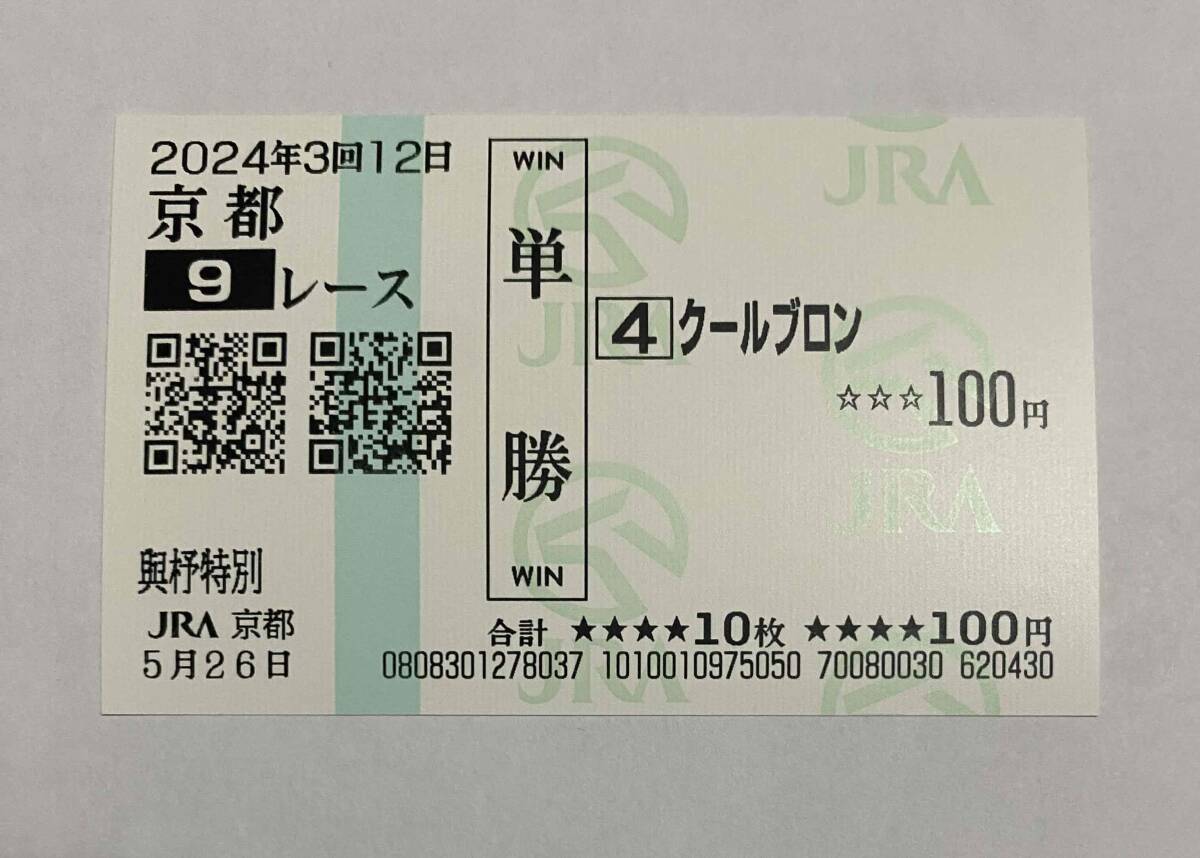 2024年3回12日
京都
9レース
WIN
単勝
WIN
4 クールブロン
☆☆☆100円
與杼特別
JRA 京都
5月26日
合計 ★★★★10枚 ★★★★100円
0808301278037 1010010975050 70080030 620430
JRA
JRA
JRA
JRA